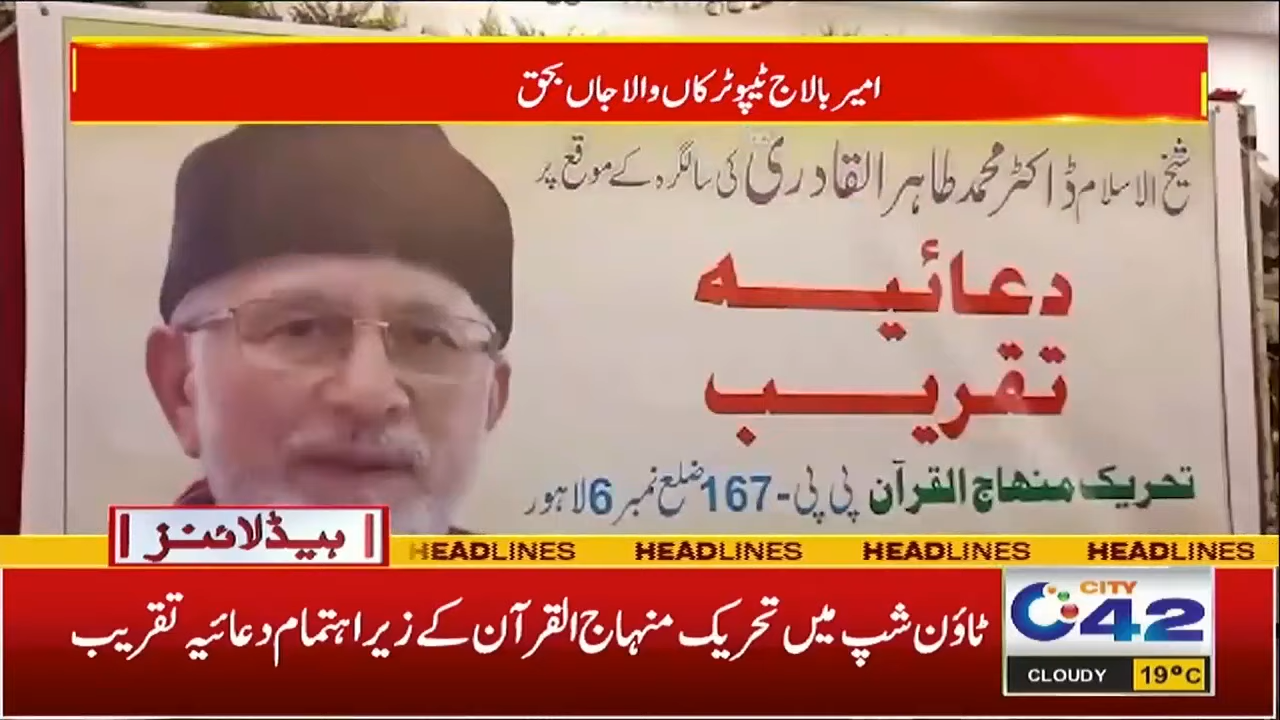 امیر بالاج ٹیپو ٹرکاں والا جاں بحق
شیخ الاسلام ڈاکٹر محمد طاہر القادری کی سالگرہ کے موقع پر
دعائیہ
تقریب
تحریک منہاج القرآن پی پی-167 ضلع نمبر 6 لاہور
ہیڈلائنز
HEADLINES HEADLINES HEADLINES HEADLINES
ٹاؤن شپ میں تحریک منہاج القرآن کے زیر اہتمام دعائیہ تقریب
CITY
42
CLOUDY 19°C